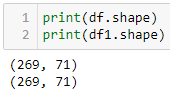 1 print(df.shape)
2 print(df1.shape)
(269, 71)
(269, 71)